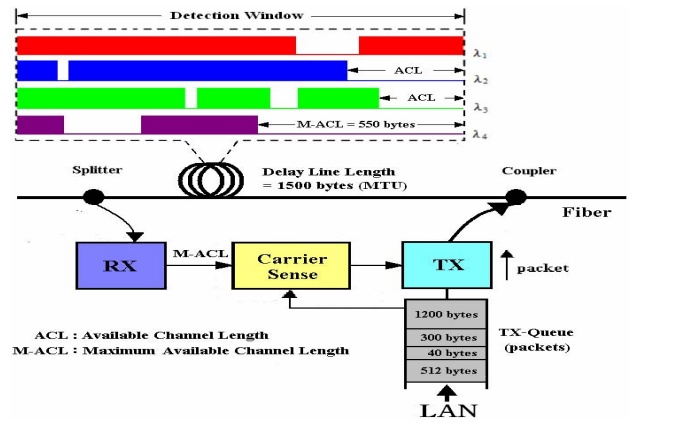 Detection Window
λ1
ACL
λ2
ACL
λ3
M-ACL = 550 bytes
λ4
Splitter
Delay Line Length
= 1500 bytes (MTU)
Coupler
Fiber
RX
M-ACL
Carrier
Sense
TX
packet
1200 bytes
300 bytes
40 bytes
512 bytes
TX-Queue
(packets)
ACL : Available Channel Length
M-ACL : Maximum Available Channel Length
LAN